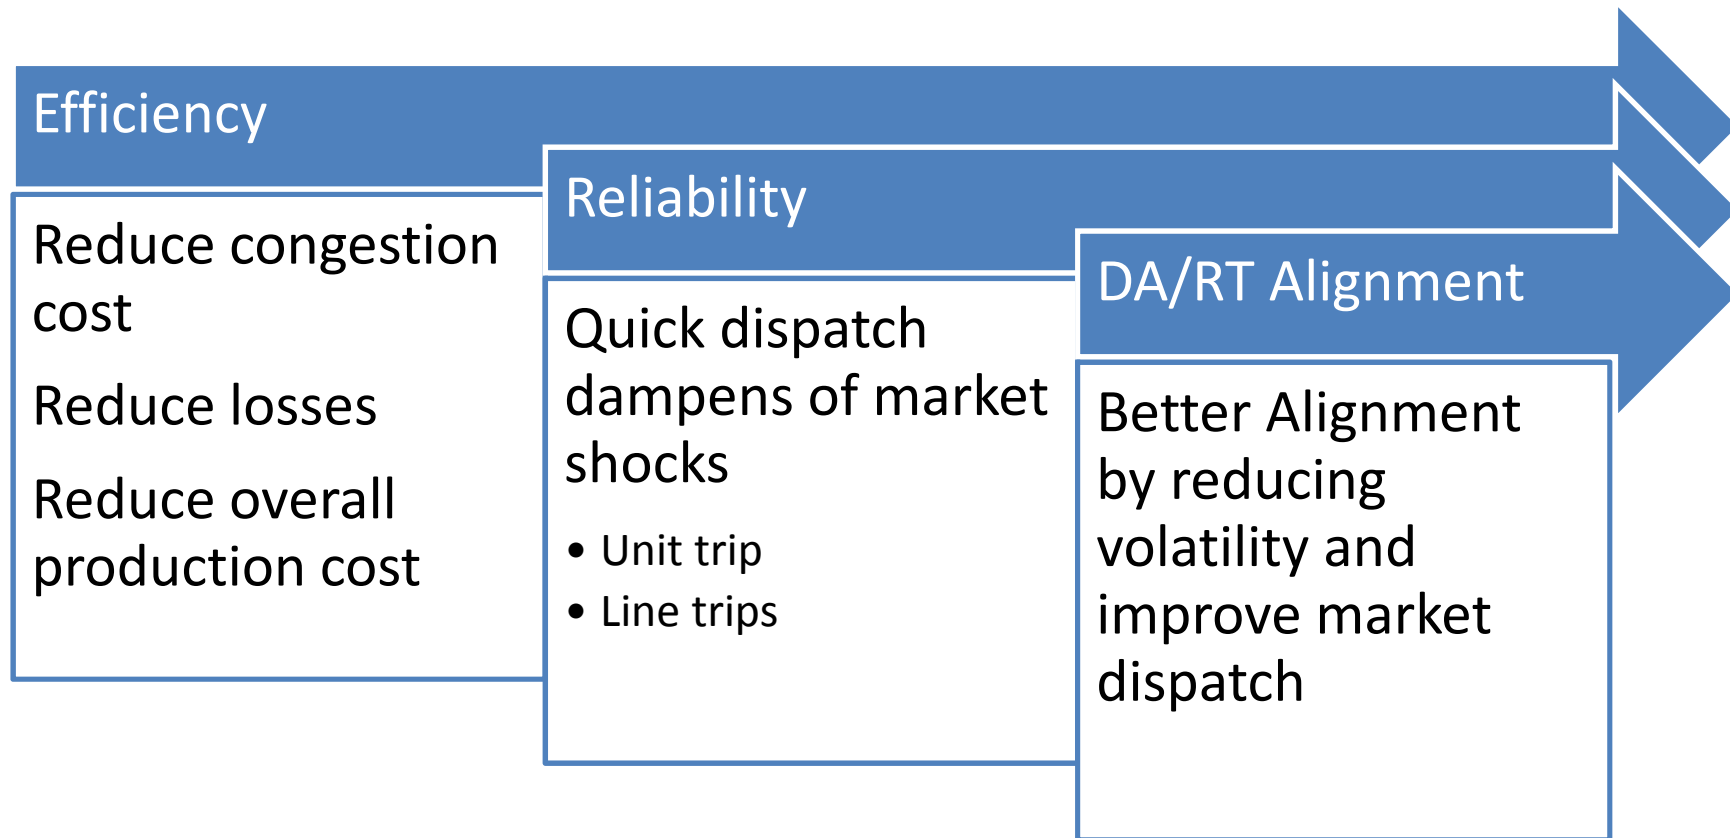 Efficiency
Reduce congestion
cost
Reduce losses
Reduce overall
production cost
Reliability
Quick dispatch
dampens of market
shocks
• Unit trip
• Line trips
DA/RT Alignment
Better Alignment
by reducing
volatility and
improve market
dispatch